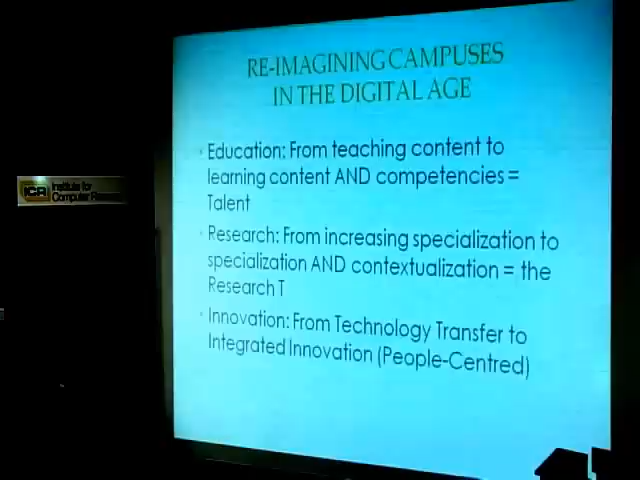 RE-IMAGINING CAMPUSES
IN THE DIGITAL AGE
Education: From teaching content to
learning content AND competencies =
Talent
Research: From increasing specialization to
specialization AND contextualization = the
Research T
Innovation: From Technology Transfer to
Integrated Innovation (People-Centred)
ICR
Institute for
Computer Research